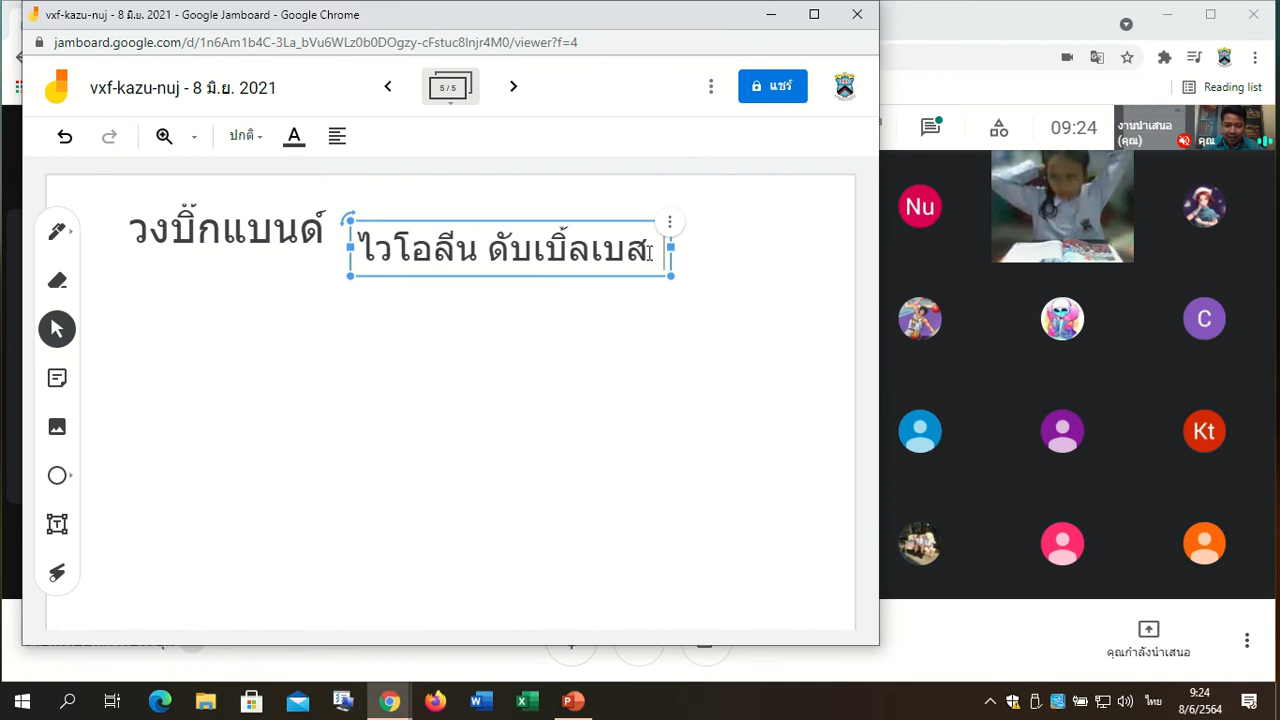 vxf-kazu-nuj - 8 มิ.ย. 2021 - Google Jamboard - Google Chrome
jamboard.google.com/d/1n6Am1b4C-3La_bVu6WLz0b0DOgzy-cFstuc8Injr4M0/viewer?f=4
Reading list
vxf-kazu-nuj - 8 มิ.ย. 2021
5 / 5
แชร์
ปกติ
A
09:24
งานนำเสนอ
(คุณ)
คุณ
วงบิ๊กแบนด์
ไวโอลีน ดับเบิ้ลเบส
Nu
C
Kt
T
คุณกำลังนำเสนอ
ไทย
9:24
8/6/2564